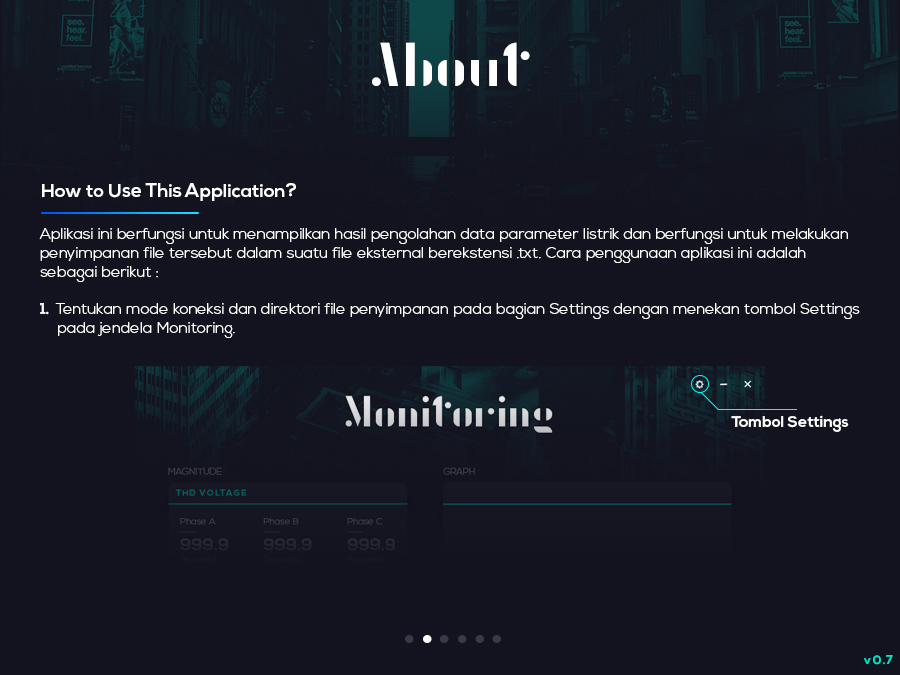 see.
hear.
feel.
see.
hear.
feel.
About
How to Use This Application?
Aplikasi ini berfungsi untuk menampilkan hasil pengolahan data parameter listrik dan berfungsi untuk melakukan
penyimpanan file tersebut dalam suatu file eksternal berekstensi .txt. Cara penggunaan aplikasi ini adalah
sebagai berikut :
1. Tentukan mode koneksi dan direktori file penyimpanan pada bagian Settings dengan menekan tombol Settings
pada jendela Monitoring.
Monitoring
Tombol Settings
MAGNITUDE
GRAPH
THD VOLTAGE
Phase A Phase B Phase C
999.9 999.9 999.9
v0.7